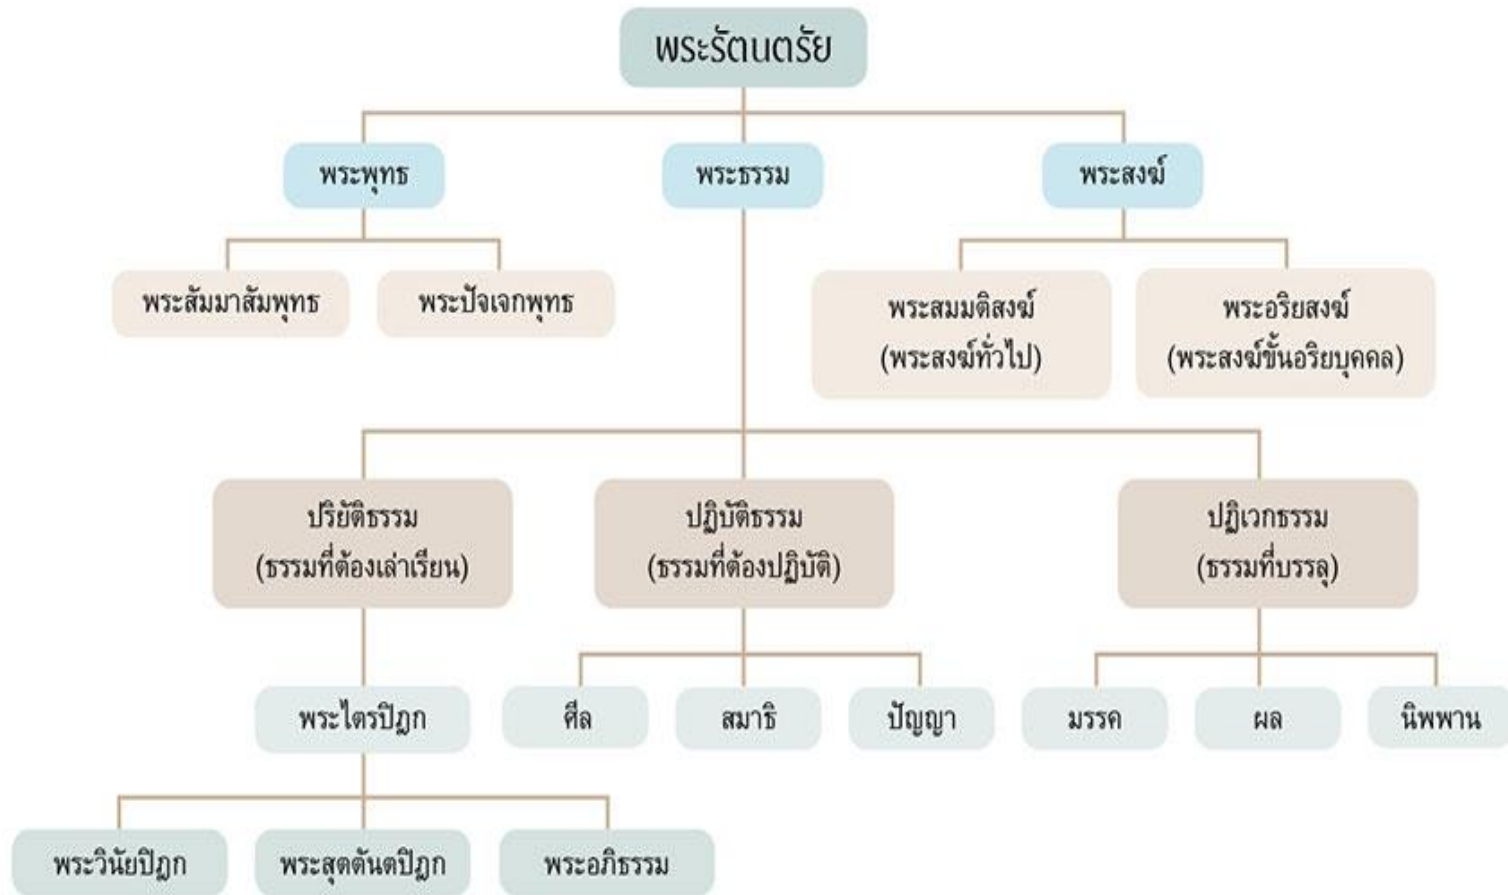 พระรัตนตรัย
พระพุทธ
พระธรรม
พระสงฆ์
พระสัมมาสัมพุทธ
พระปัจเจกพุทธ
พระสมมติสงฆ์
(พระสงฆ์ทั่วไป)
พระอริยสงฆ์
(พระสงฆ์ขั้นอริยบุคคล)
ปริยัติธรรม
(ธรรมที่ต้องเล่าเรียน)
ปฏิบัติธรรม
(ธรรมที่ต้องปฏิบัติ)
ปฏิเวกธรรม
(ธรรมที่บรรลุ)
พระไตรปิฎก
ศีล
สมาธิ
ปัญญา
มรรค
ผล
นิพพาน
พระวินัยปิฎก
พระสุตตันตปิฎก
พระอภิธรรม